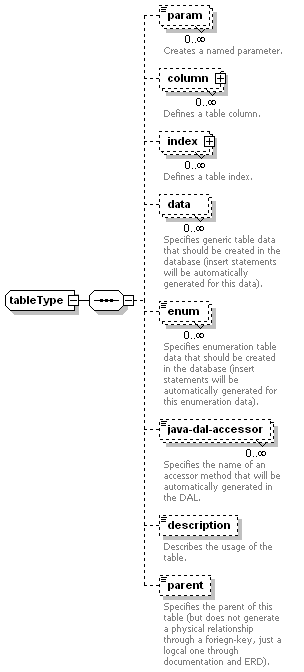 param
0..∞
Creates a named parameter.
column
0..∞
Defines a table column.
index
0..∞
Defines a table index.
data
0..∞
Specifies generic table data
that should be created in the
database (insert statements
will be automatically
generated for this data).
tableType
enum
0..∞
Specifies enumeration table
data that should be created
in the database (insert
statements will be
automatically generated for
this enumeration data).
java-dal-accessor
0..∞
Specifies the name of an
accessor method that will be
automatically generated in
the DAL.
description
Describes the usage of the
table.
parent
Specifies the parent of this
table (but does not generate
a physical relationship
through a foriegn-key, just a
logcal one through
documentation and ERD).